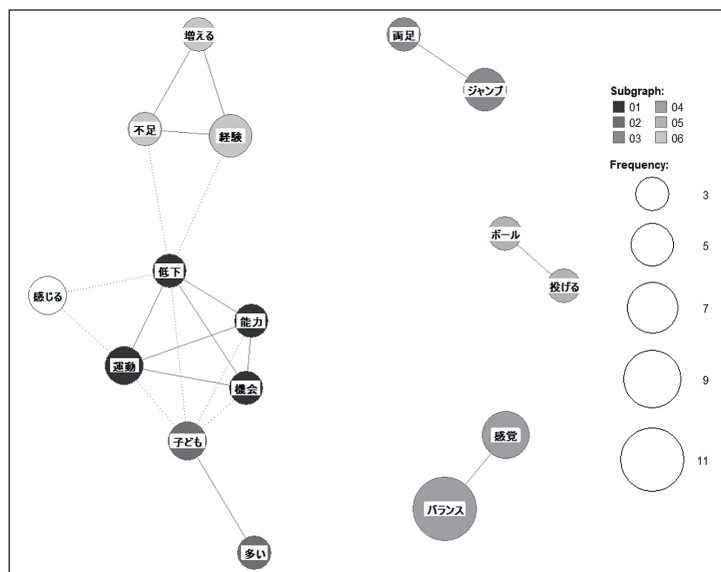 増える
両足
ジャンプ
不足
経験
ボール
投げる
低下
感じる
能力
運動
機会
子ども
感覚
バランス
多い
Subgraph:
01 04
02 05
03 06
Frequency:
3
5
7
9
11